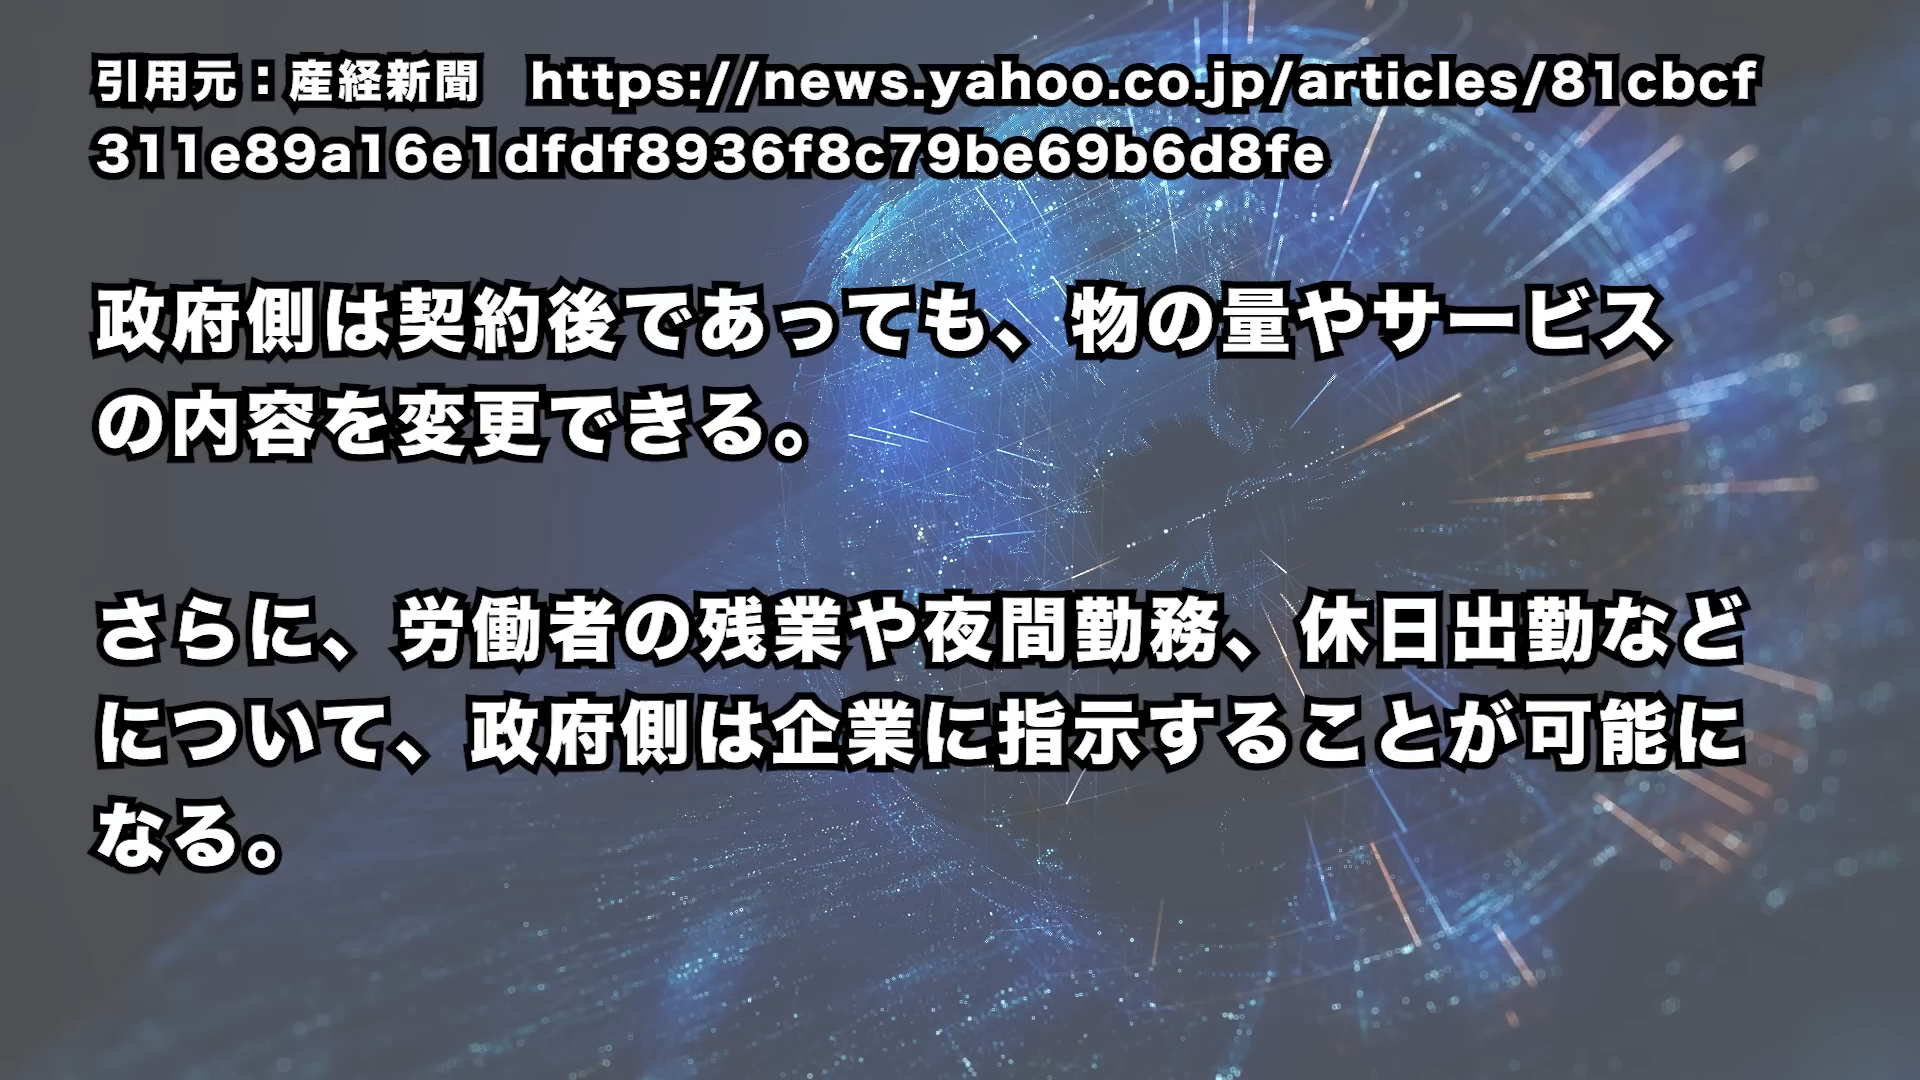 引用元：産経新聞　https://news.yahoo.co.jp/articles/81cbcf
311e89a16e1dfdf8936f8c79be69b6d8fe
政府側は契約後であっても、物の量やサービス
の内容を変更できる。
さらに、労働者の残業や夜間勤務、休日出勤など
について、政府側は企業に指示することが可能に
なる。